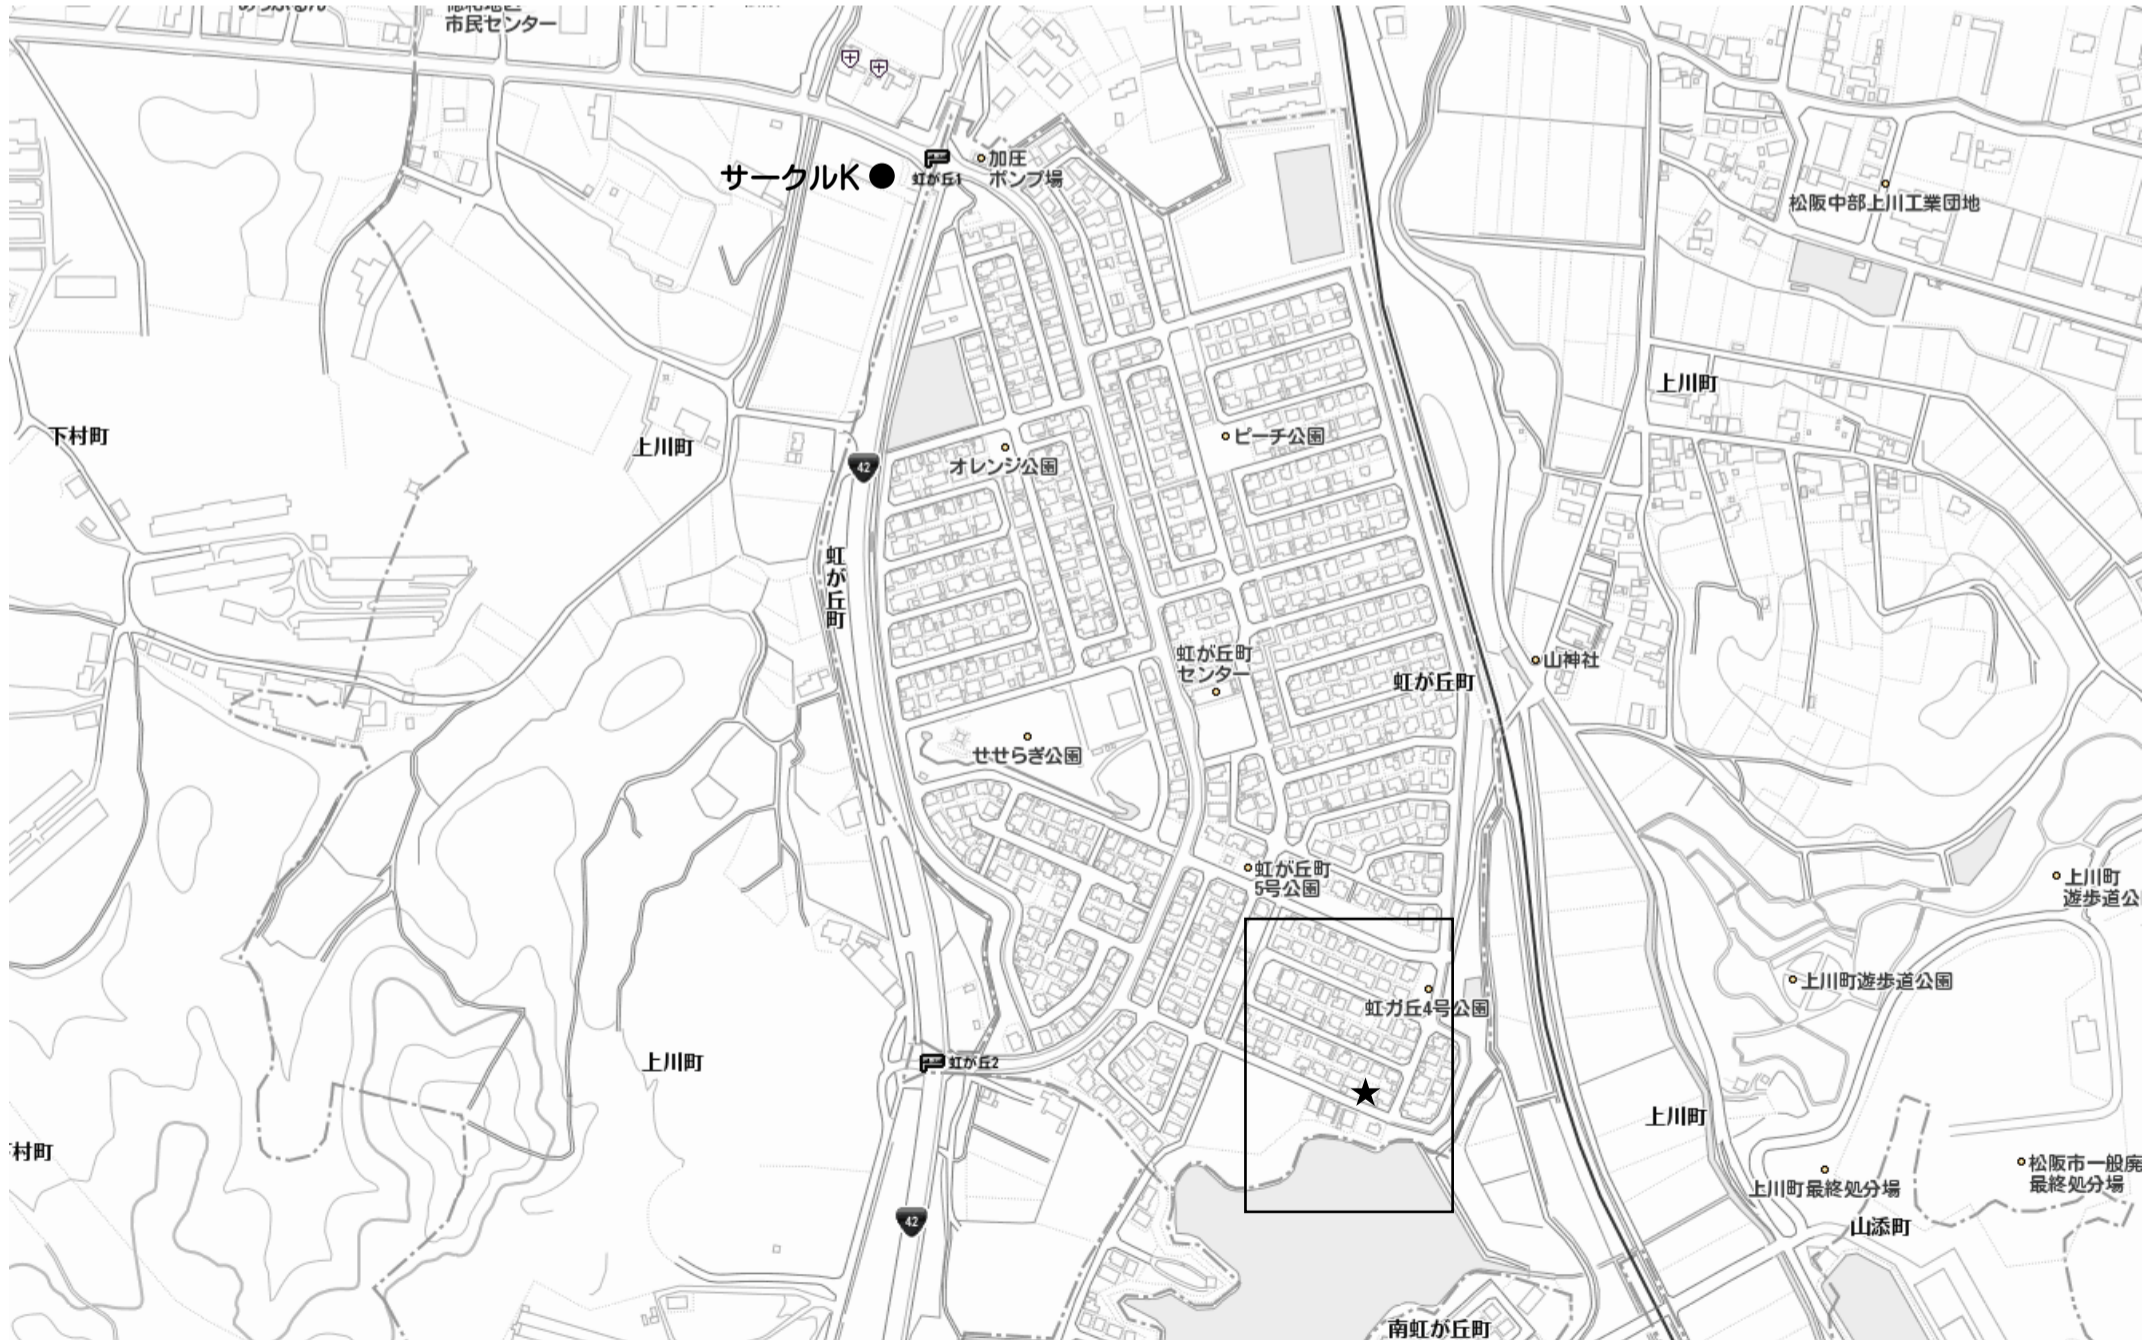 市民センター
サークルK
虹が丘1
加圧
ポンプ場
松阪中部上川工業団地
上川町
下村町
上川町
42
オレンジ公園
ピーチ公園
虹が丘町
虹が丘町
センター
山神社
虹が丘町
せせらぎ公園
虹が丘町
5号公園
上川町
遊歩道公
上川町遊歩道公園
虹ガ丘4号公園
上川町
虹が丘2
★
上川町
村町
松阪市一般廃
最終処分場
上川町最終処分場
42
山添町
南虹が丘町